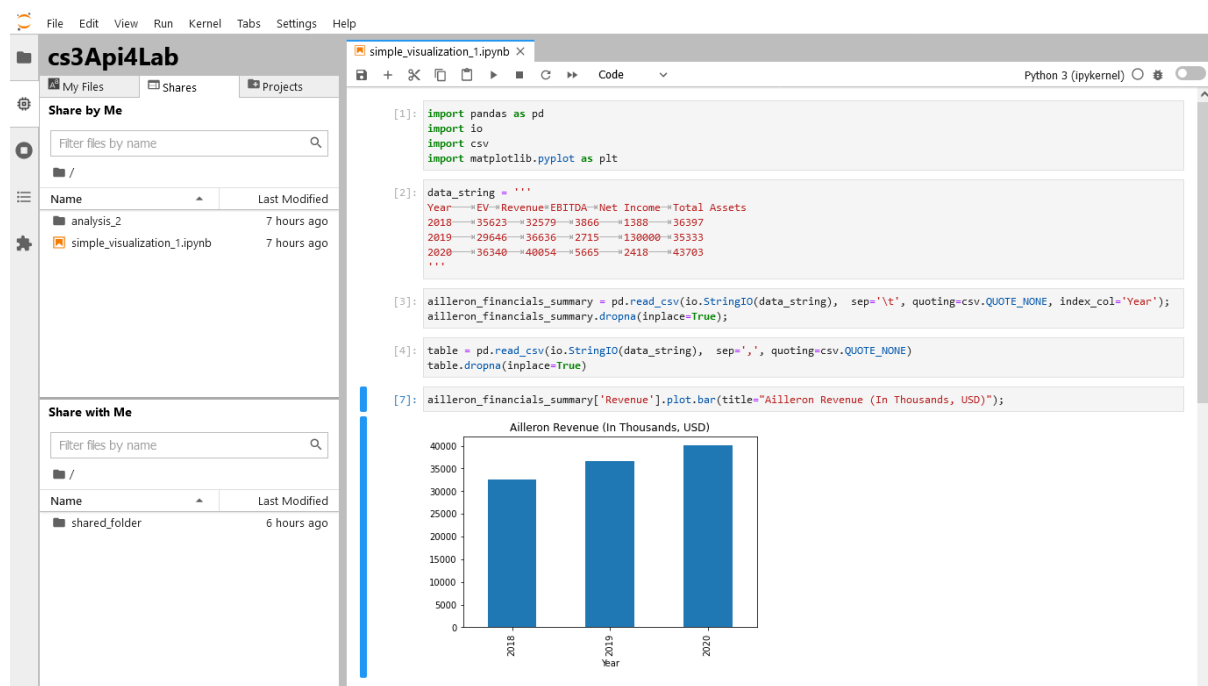 File Edit View Run Kernel Tabs Settings Help
cs3Api4Lab
My Files Shares Projects
Share by Me
Filter files by name
/
Name Last Modified
analysis_2 7 hours ago
simple_visualization_1.ipynb 7 hours ago
Share with Me
Filter files by name
/
Name Last Modified
shared_folder 6 hours ago
simple_visualization_1.ipynb
Code Python 3 (ipykernel)
[1]: import pandas as pd
import io
import csv
import matplotlib.pyplot as plt
[2]: data_string = '''
Year EV Revenue EBITDA Net Income Total Assets
2018 35623 32579 3866 1388 36397
2019 29646 36636 2715 130000 35333
2020 36340 40054 5665 2418 43703
'''
[3]: ailleron_financials_summary = pd.read_csv(io.StringIO(data_string), sep='\t', quoting=csv.QUOTE_NONE, index_col='Year');
ailleron_financials_summary.dropna(inplace=True);
[4]: table = pd.read_csv(io.StringIO(data_string), sep=',', quoting=csv.QUOTE_NONE)
table.dropna(inplace=True)
[7]: ailleron_financials_summary['Revenue'].plot.bar(title="Ailleron Revenue (In Thousands, USD)");
Ailleron Revenue (In Thousands, USD)
40000
35000
30000
25000
20000
15000
10000
5000
0
2018 2019 2020
Year